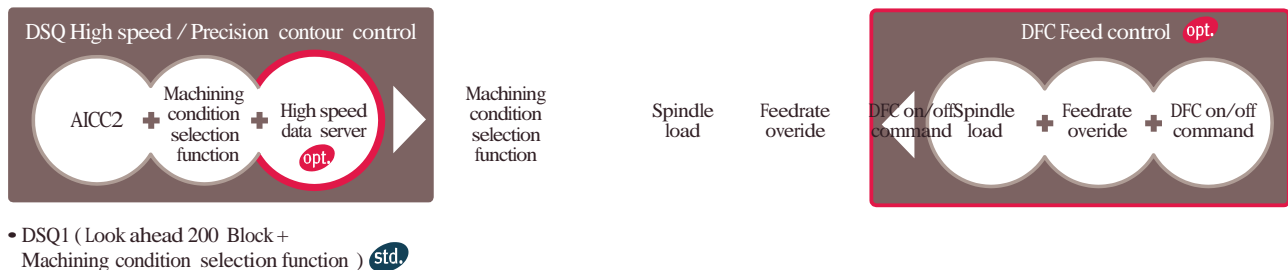 DSQ High speed / Precision contour control
AICC2
+
Machining
condition
selection
function
+
High speed
data server
opt.
Machining
condition
selection
function
Spindle
load
Feedrate
overide
DFC on/off
command
DFC Feed control opt.
Spindle
load
+
Feedrate
overide
+
DFC on/off
command
• DSQ1 ( Look ahead 200 Block +
Machining condition selection function ) std.